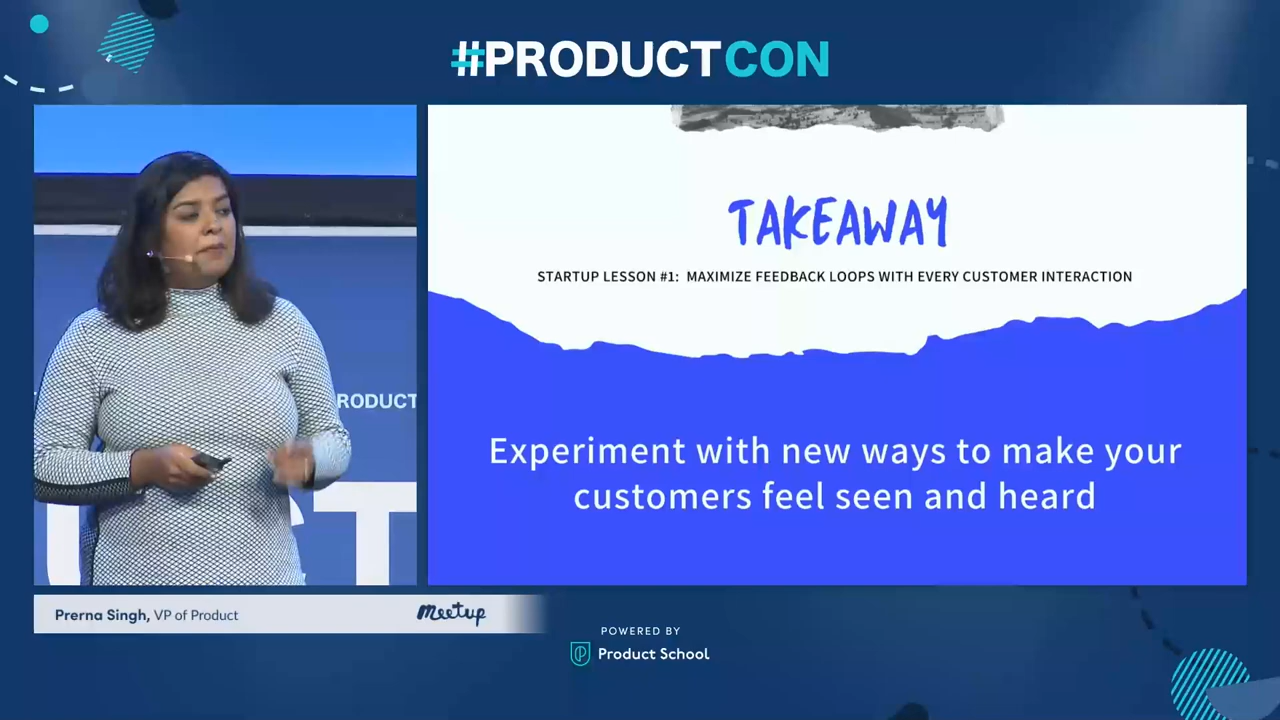 #PRODUCTCON
TAKEAWAY
STARTUP LESSON #1: MAXIMIZE FEEDBACK LOOPS WITH EVERY CUSTOMER INTERACTION
Experiment with new ways to make your
customers feel seen and heard
RODUCT
Prerna Singh, VP of Product
meetup
POWERED BY
Product School